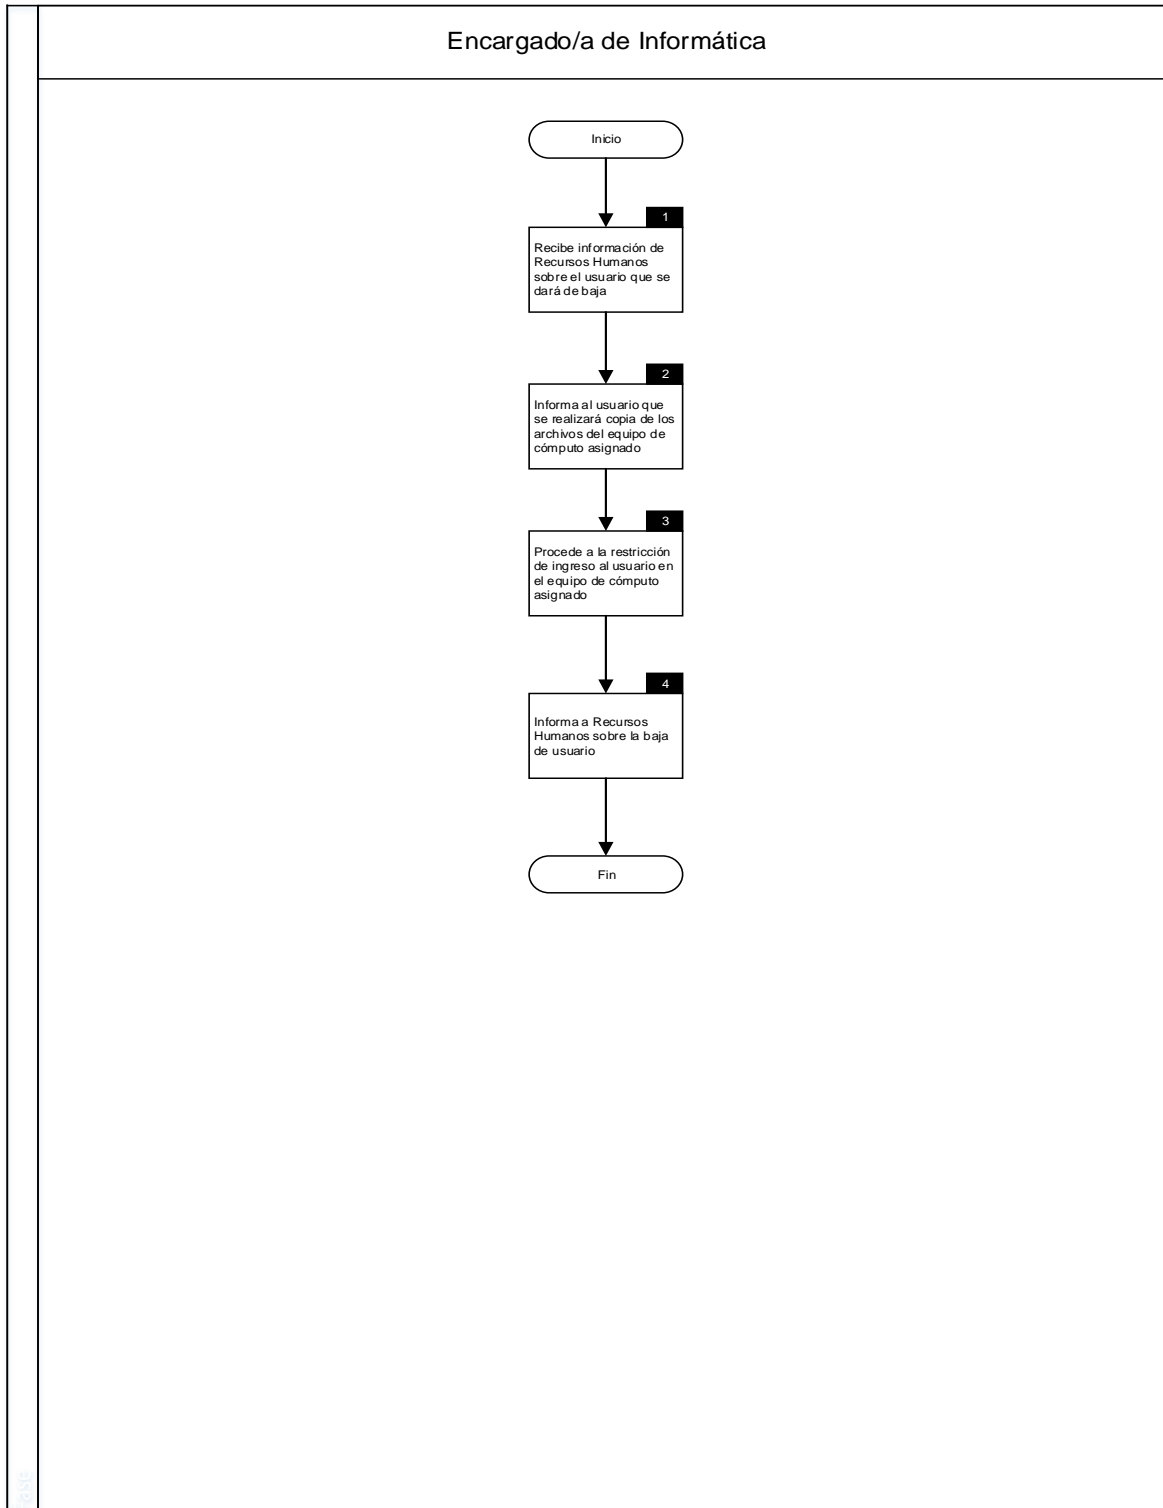 Encargado/a de Informática
Inicio
1
Recibe información de
Recursos Humanos
sobre el usuario que se
dará de baja
2
Informa al usuario que
se realizará copia de los
archivos del equipo de
cómputo asignado
3
Procede a la restricción
de ingreso al usuario en
el equipo de cómputo
asignado
4
Informa a Recursos
Humanos sobre la baja
de usuario
Fin